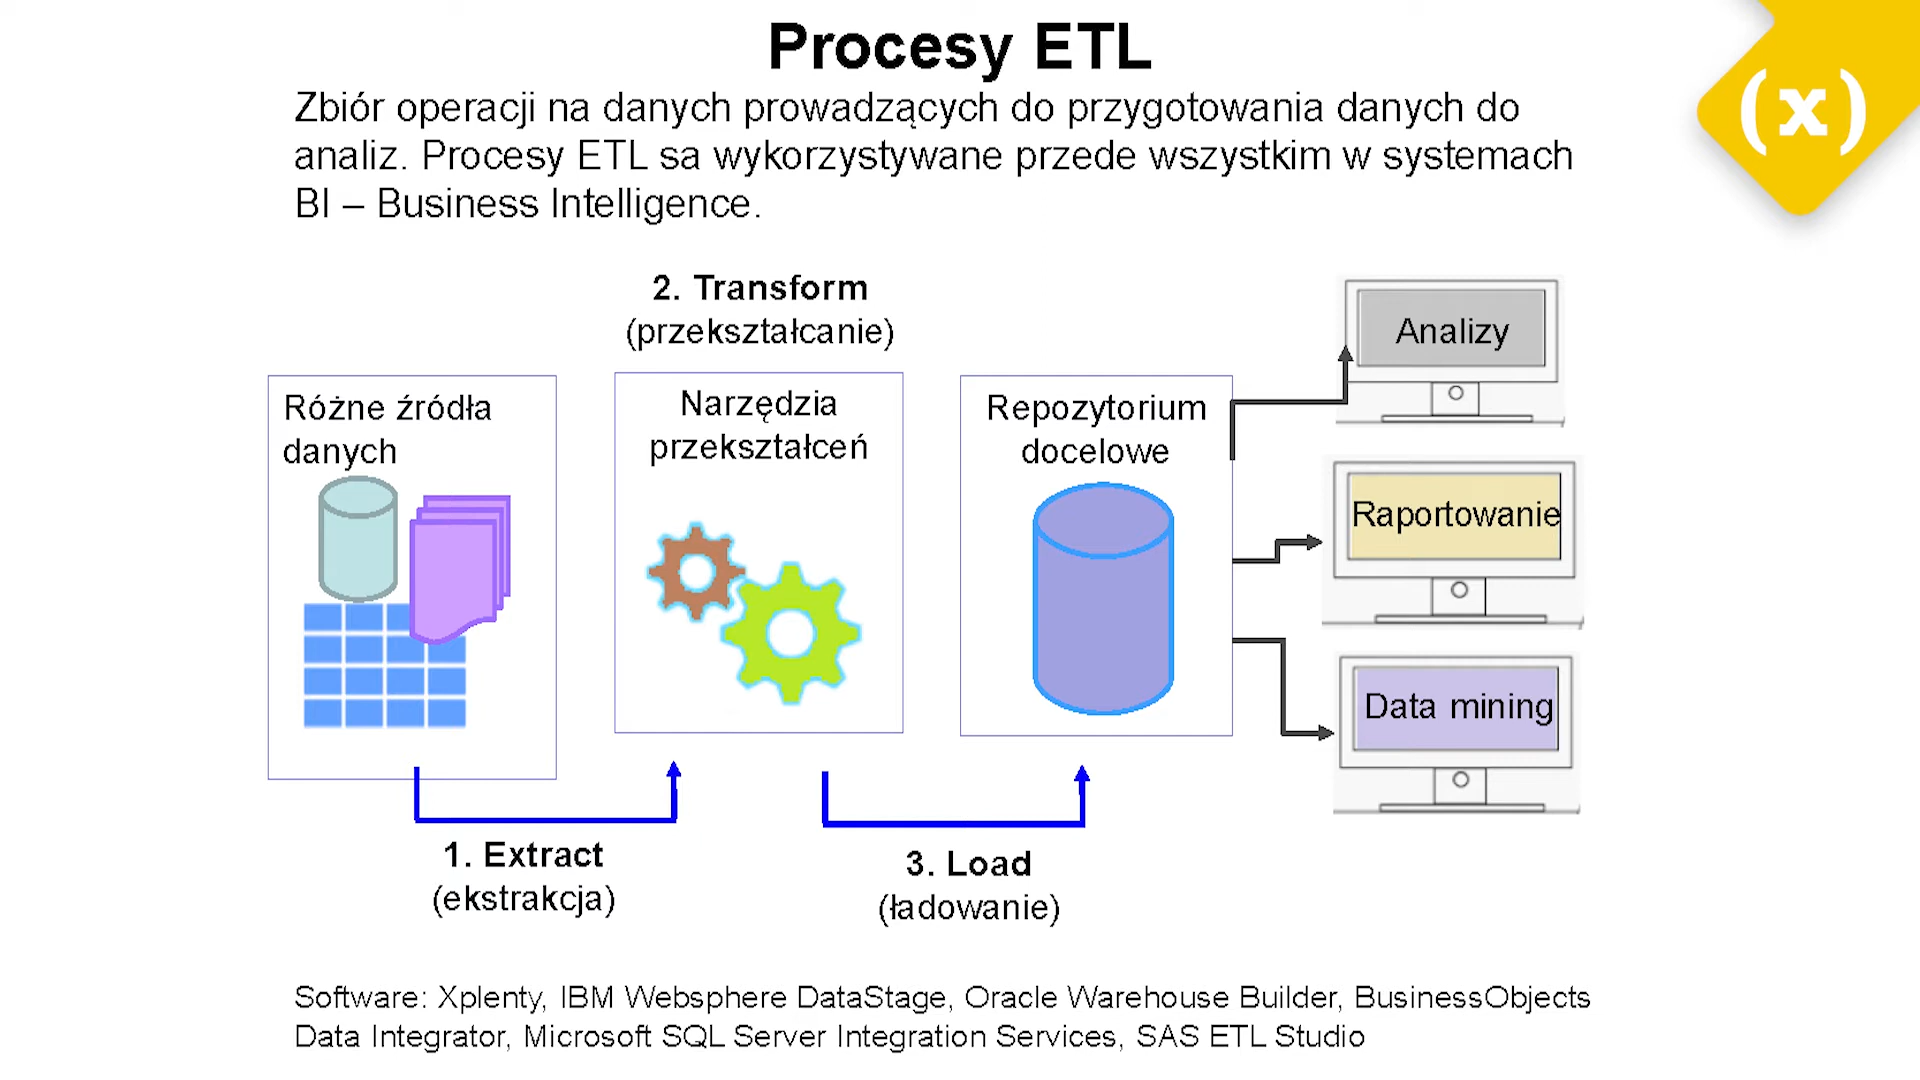 Procesy ETL
(x)
Zbiór operacji na danych prowadzących do przygotowania danych do
analiz. Procesy ETL sa wykorzystywane przede wszystkim w systemach
BI – Business Intelligence.
2. Transform
(przekształcanie)
Różne źródła
danych
Narzędzia
przekształceń
Repozytorium
docelowe
Analizy
Raportowanie
Data mining
1. Extract
(ekstrakcja)
3. Load
(ładowanie)
Software: Xplenty, IBM Websphere DataStage, Oracle Warehouse Builder, BusinessObjects
Data Integrator, Microsoft SQL Server Integration Services, SAS ETL Studio